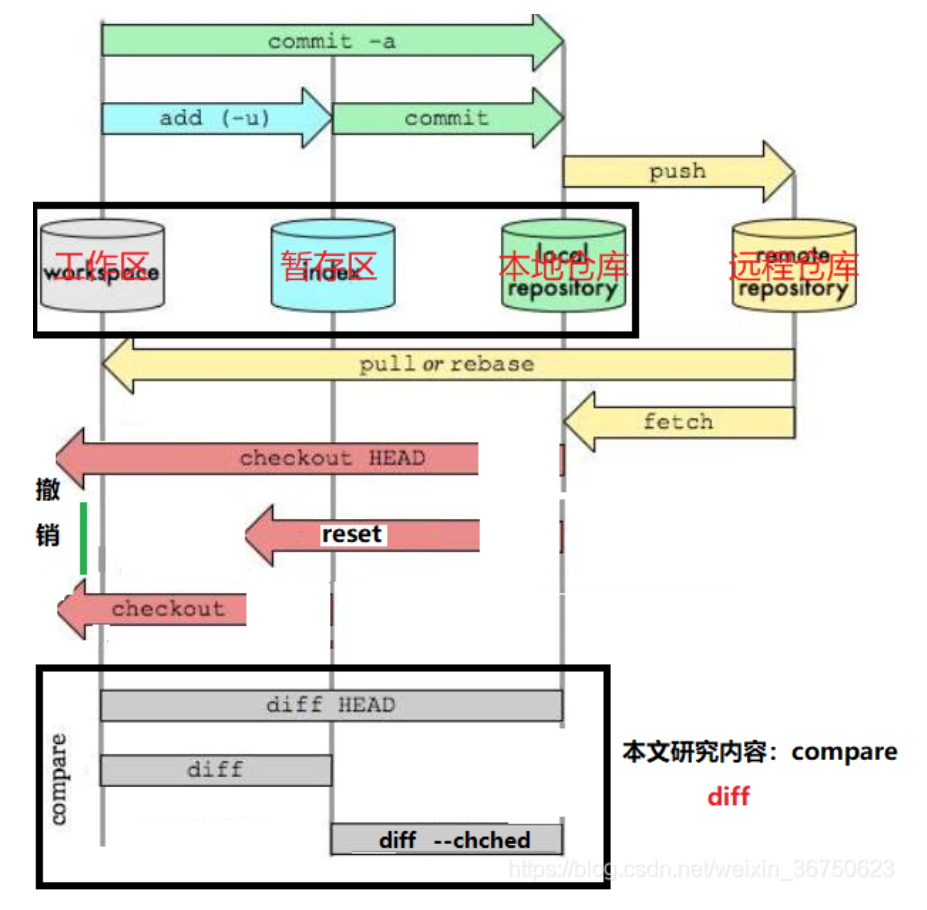 commit -a
add (-u)
commit
push
工作区
workspace
暂存区
index
本地仓库
local
repository
远程仓库
remote
repository
pull or rebase
fetch
checkout HEAD
撤
销
reset
checkout
compare
diff HEAD
diff
diff --chched
本文研究内容：compare
diff
https://blog.csdn.net/weixin_36750623